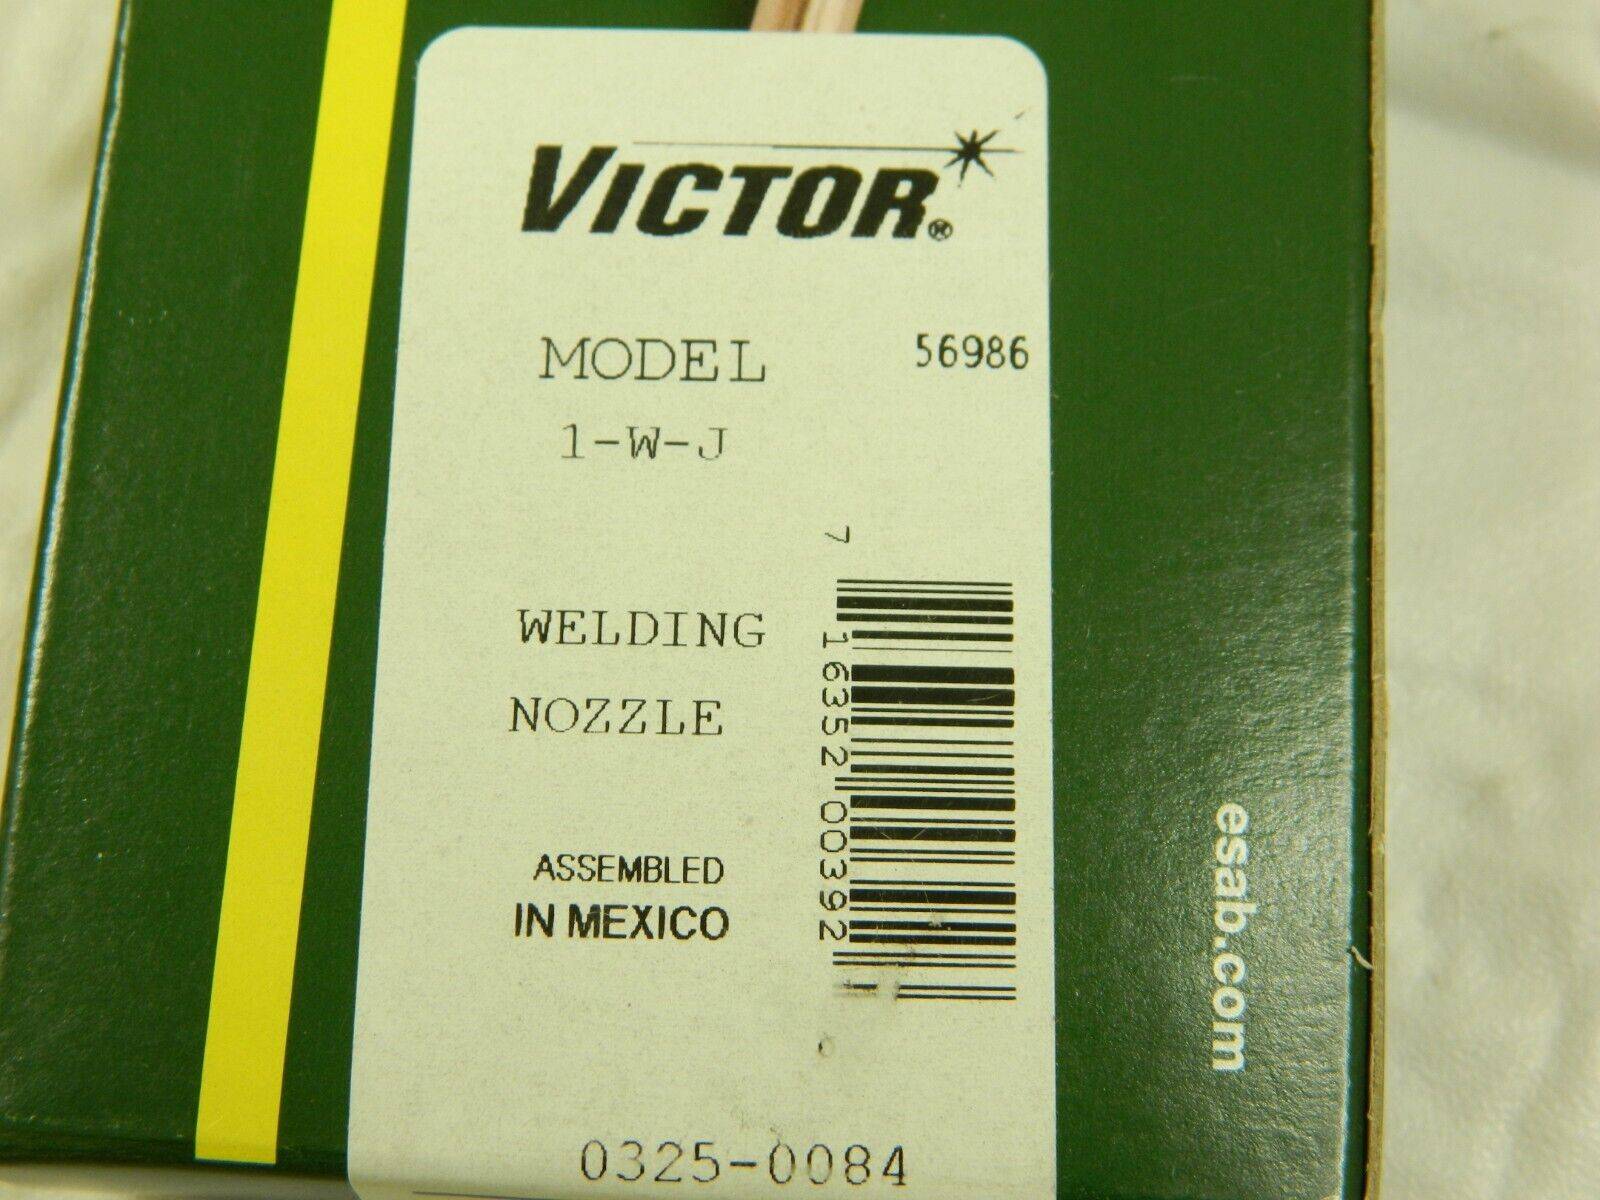 VICTOR®
MODEL 56986
1-W-J
WELDING
NOZZLE
7 16352 00392
ASSEMBLED
IN MEXICO
0325-0084
esab.com